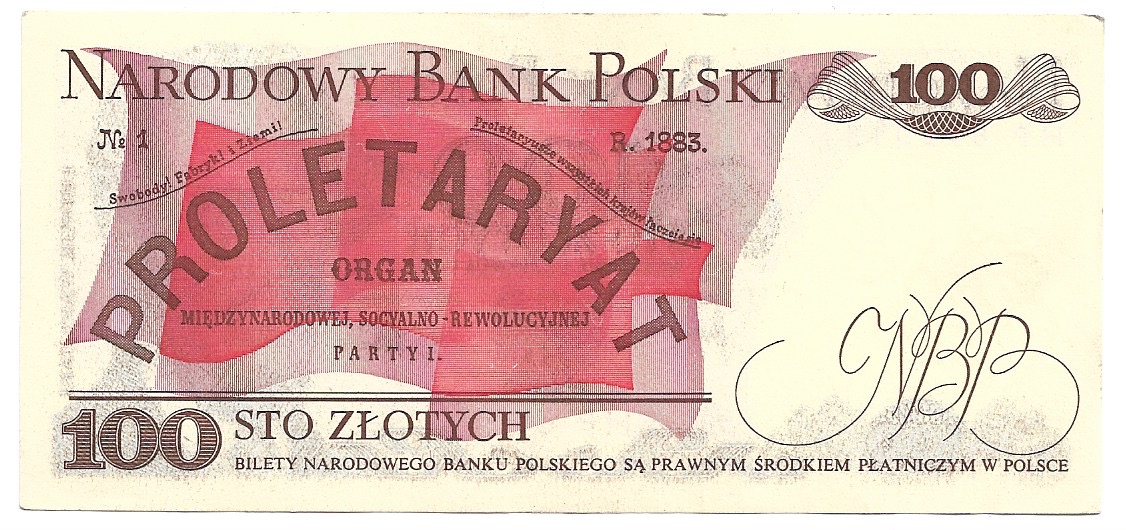 NARODOWY BANK POLSKI 100
№ 1
R. 1883.
Swobody! Fabryki i Ziemi!
Proletaryusze wszystkich krajów łączcie się
PROLETARYAT
ORGAN
MIĘDZYNARODOWEJ, SOCYALNO-REWOLUCYJNEJ
PARTYI.
NBP
100 STO ZŁOTYCH
BILETY NARODOWEGO BANKU POLSKIEGO SĄ PRAWNYM ŚRODKIEM PŁATNICZYM W POLSCE